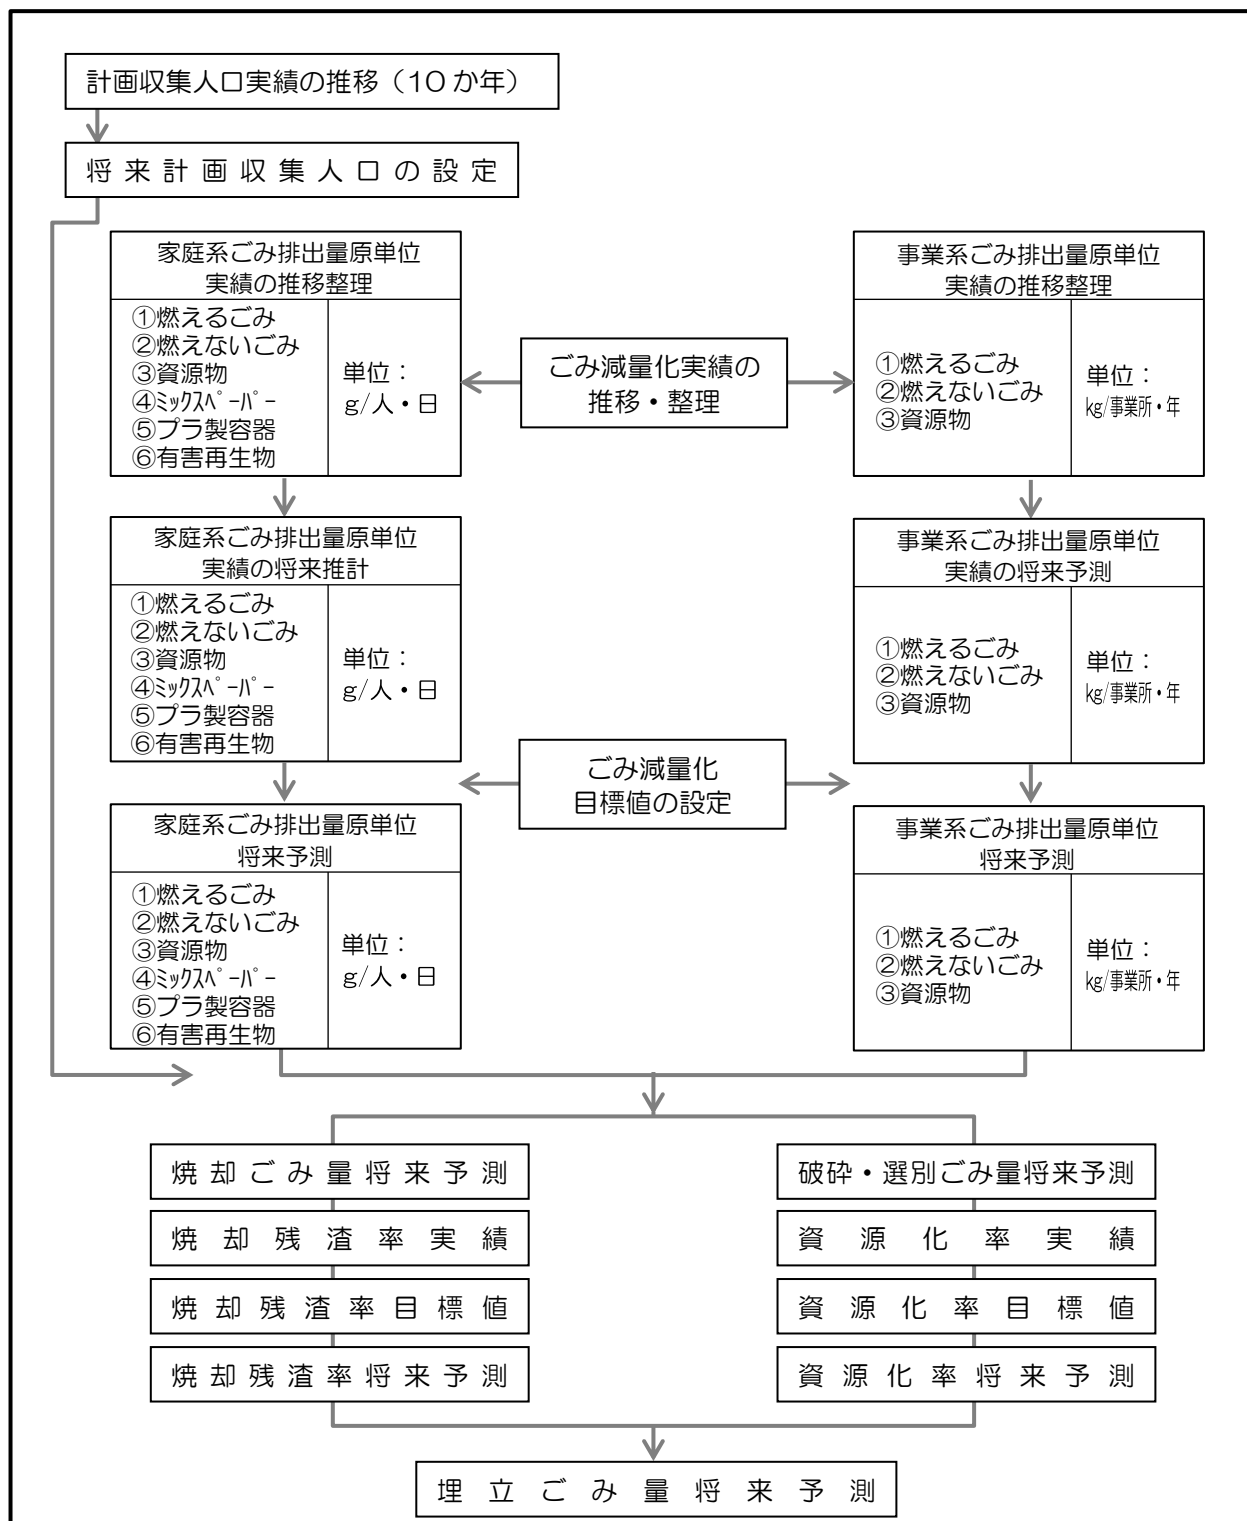 計画収集人口実績の推移（10か年）
将来計画収集人口の設定
家庭系ごみ排出量原単位
実績の推移整理
①燃えるごみ
②燃えないごみ
③資源物
④ミックスペーパー
⑤プラ製容器
⑥有害再生物
単位：
g/人・日
ごみ減量化実績の
推移・整理
事業系ごみ排出量原単位
実績の推移整理
①燃えるごみ
②燃えないごみ
③資源物
単位：
kg/事業所・年
家庭系ごみ排出量原単位
実績の将来推計
①燃えるごみ
②燃えないごみ
③資源物
④ミックスペーパー
⑤プラ製容器
⑥有害再生物
単位：
g/人・日
事業系ごみ排出量原単位
実績の将来予測
①燃えるごみ
②燃えないごみ
③資源物
単位：
kg/事業所・年
ごみ減量化
目標値の設定
家庭系ごみ排出量原単位
将来予測
①燃えるごみ
②燃えないごみ
③資源物
④ミックスペーパー
⑤プラ製容器
⑥有害再生物
単位：
g/人・日
事業系ごみ排出量原単位
将来予測
①燃えるごみ
②燃えないごみ
③資源物
単位：
kg/事業所・年
焼却ごみ量将来予測
焼却残渣率実績
焼却残渣率目標値
焼却残渣率将来予測
破砕・選別ごみ量将来予測
資源化率実績
資源化率目標値
資源化率将来予測
埋立ごみ量将来予測